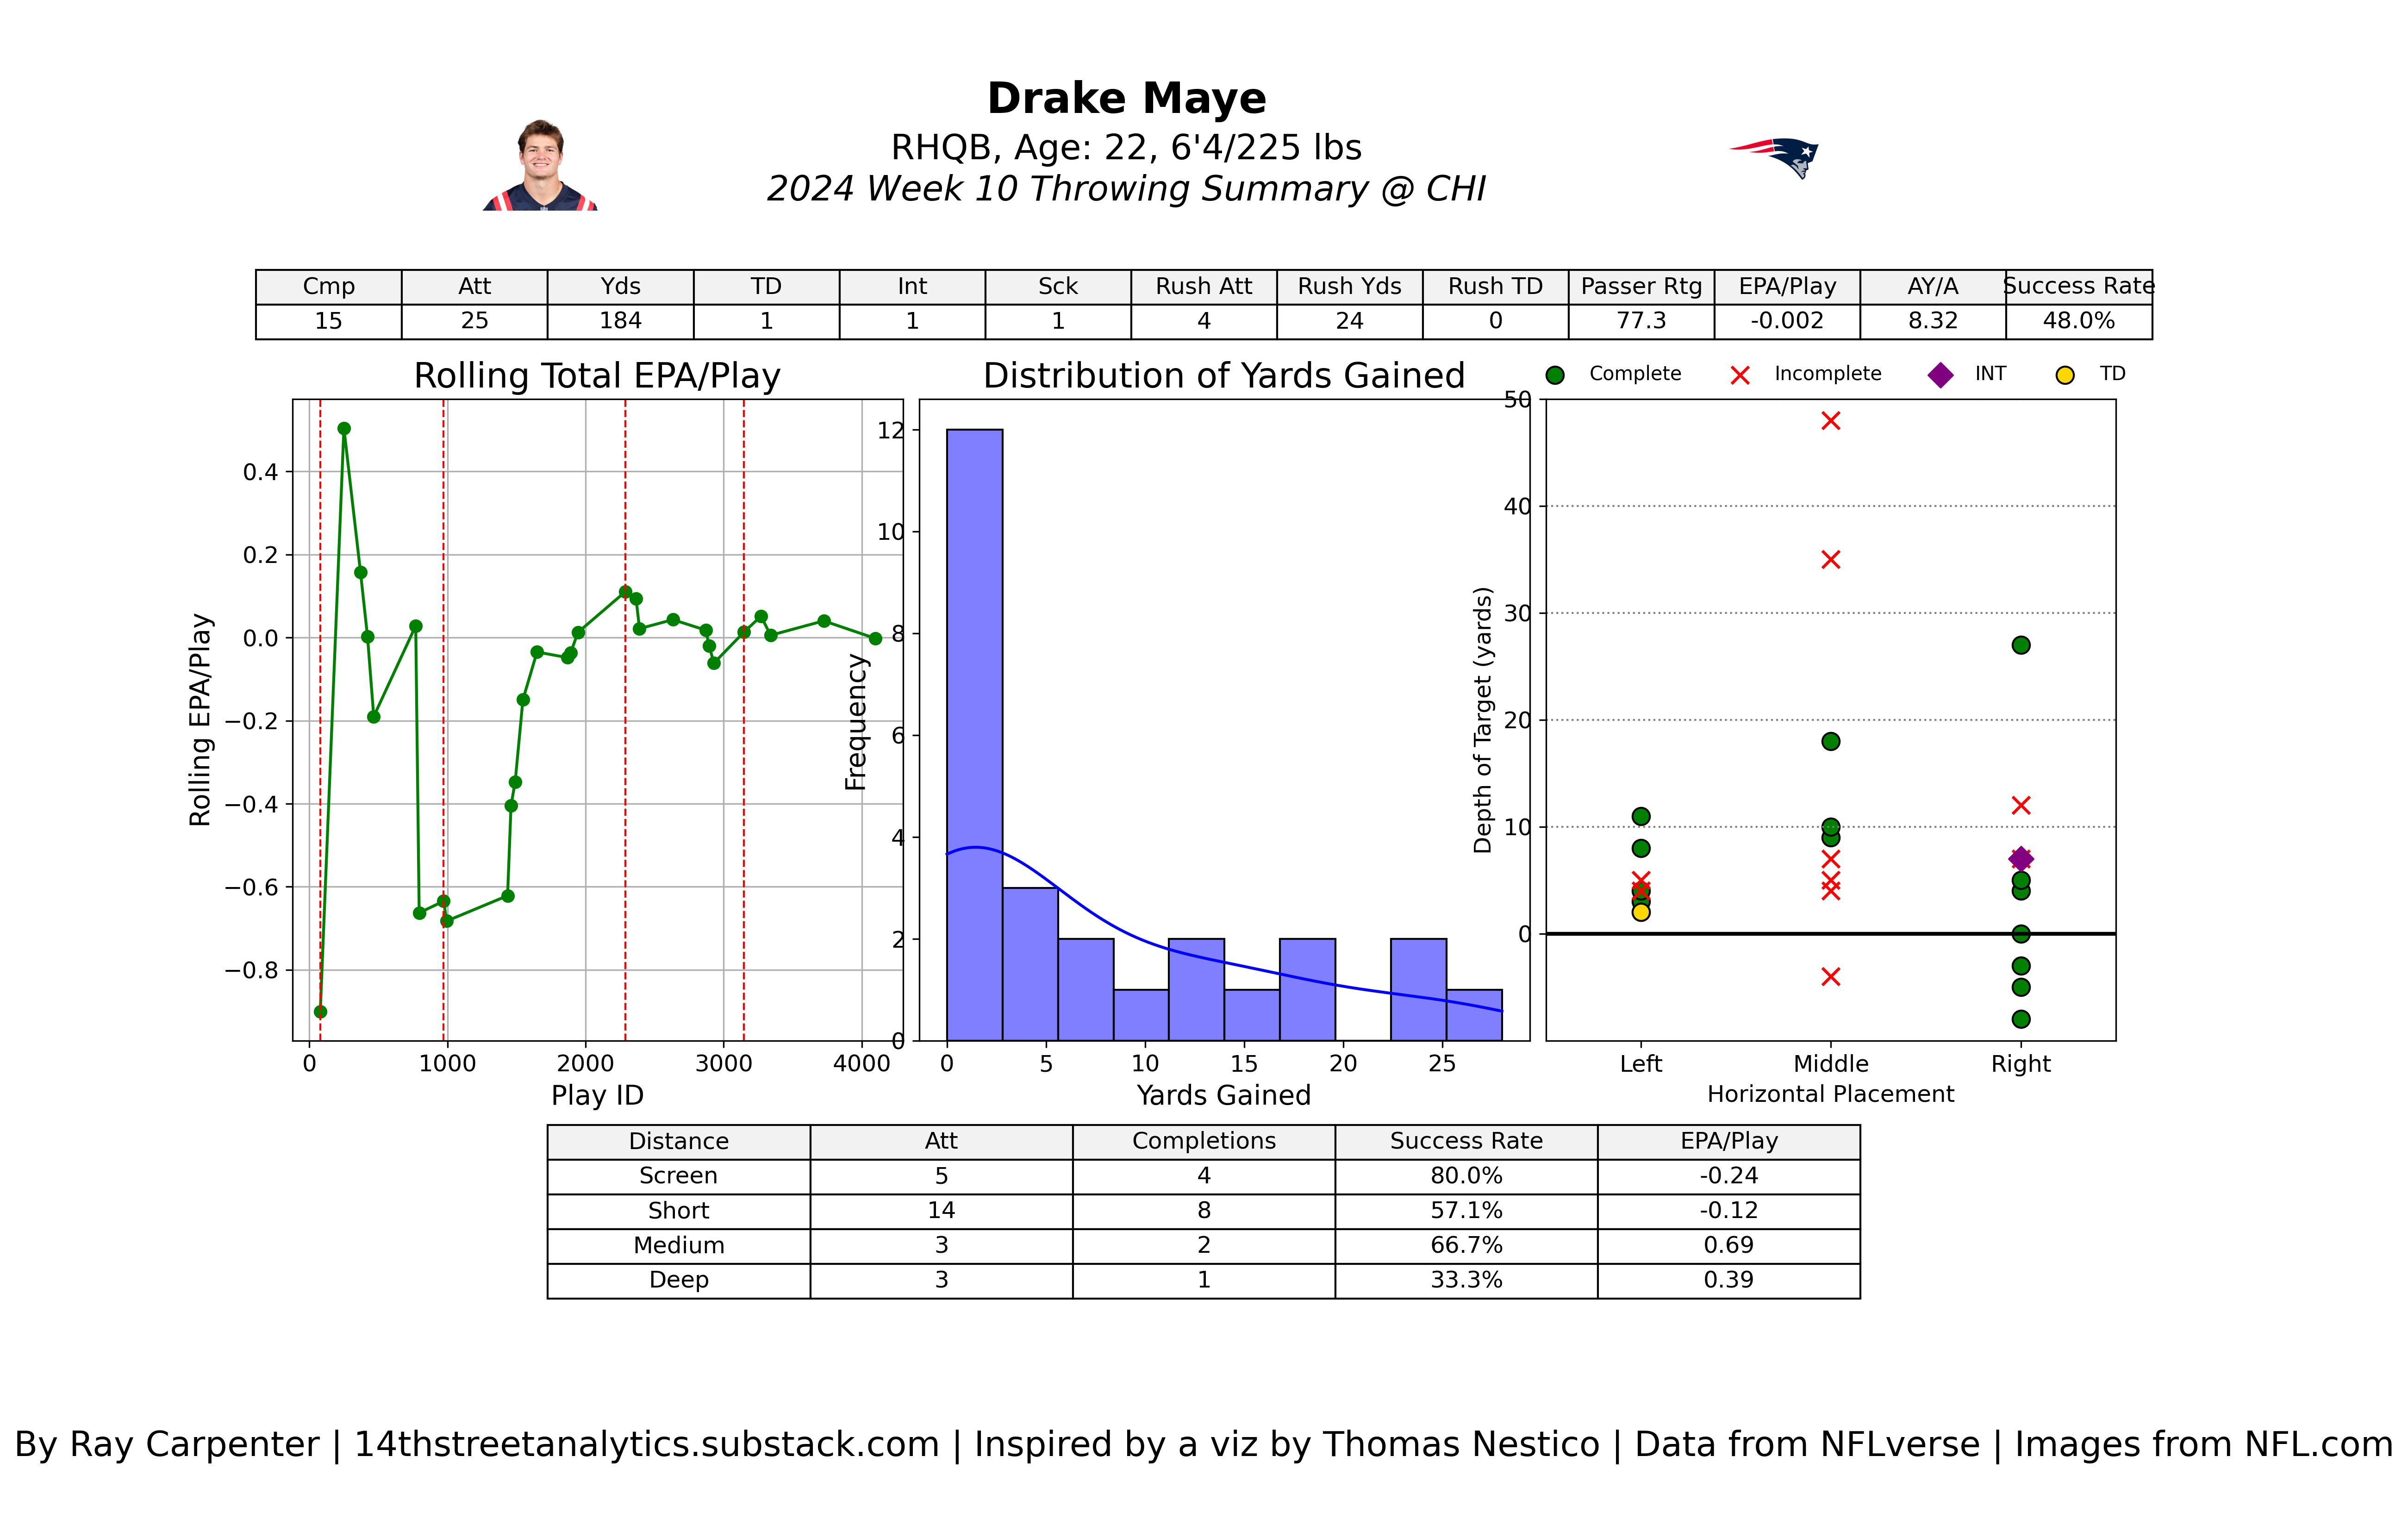 Drake Maye
RHQB, Age: 22, 6'4/225 lbs
2024 Week 10 Throwing Summary @ CHI
Cmp Att Yds TD Int Sck Rush Att Rush Yds Rush TD Passer Rtg EPA/Play AY/A Success Rate
15 25 184 1 1 1 4 24 0 77.3 -0.002 8.32 48.0%
Rolling Total EPA/Play
Rolling EPA/Play
0.4
0.2
0.0
−0.2
−0.4
−0.6
−0.8
0 1000 2000 3000 4000
Play ID
Distribution of Yards Gained
Frequency
12
10
8
6
4
2
0
0 5 10 15 20 25
Yards Gained
Complete Incomplete INT TD
Depth of Target (yards)
50
40
30
20
10
0
Left Middle Right
Horizontal Placement
Distance Att Completions Success Rate EPA/Play
Screen 5 4 80.0% -0.24
Short 14 8 57.1% -0.12
Medium 3 2 66.7% 0.69
Deep 3 1 33.3% 0.39
By Ray Carpenter | 14thstreetanalytics.substack.com | Inspired by a viz by Thomas Nestico | Data from NFLverse | Images from NFL.com